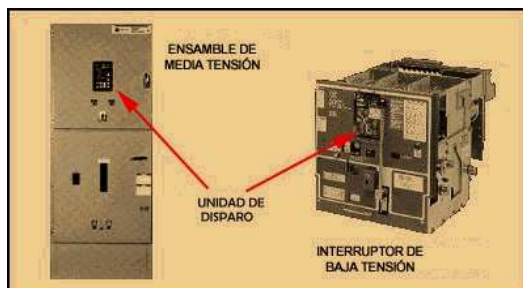 ENSAMBLE DE
MEDIA TENSIÓN
UNIDAD DE
DISPARO
INTERRUPTOR DE
BAJA TENSIÓN